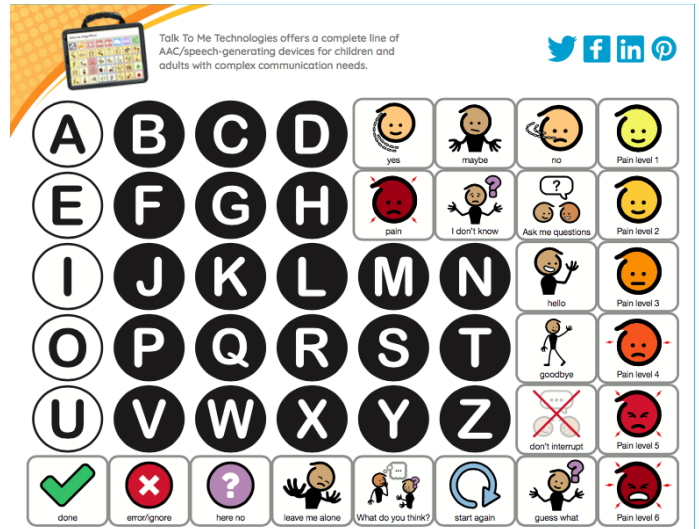 Talk To Me Technologies offers a complete line of
AAC/speech-generating devices for children and
adults with complex communication needs.
A B C D yes maybe no Pain level 1
E F G H pain I don't know Ask me questions Pain level 2
I J K L M N hello Pain level 3
O P Q R S T goodbye Pain level 4
U V W X Y Z don't interrupt Pain level 5
done error/ignore here no leave me alone What do you think? start again guess what Pain level 6